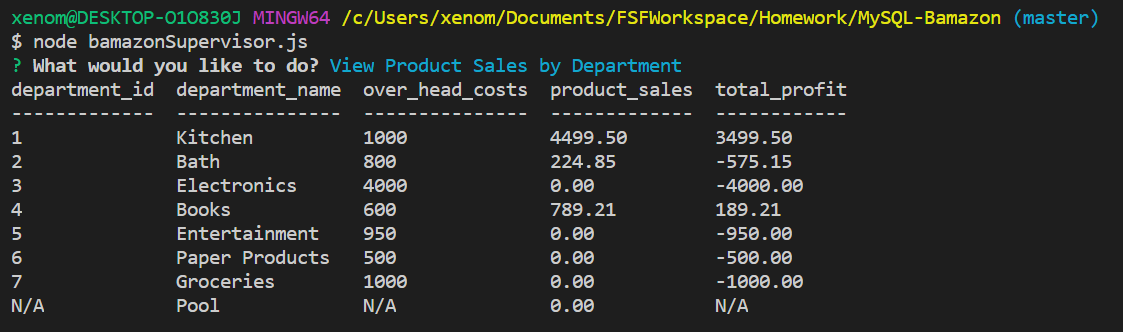 xenom@DESKTOP-O1O830J MINGW64 /c/Users/xenom/Documents/FSFWorkspace/Homework/MySQL-Bamazon (master)
$ node bamazonSupervisor.js
? What would you like to do? View Product Sales by Department
department_id  department_name  over_head_costs  product_sales  total_profit
-------------  ---------------  ---------------  -------------  ------------
1              Kitchen          1000             4499.50        3499.50
2              Bath             800              224.85         -575.15
3              Electronics      4000             0.00           -4000.00
4              Books            600              789.21         189.21
5              Entertainment    950              0.00           -950.00
6              Paper Products   500              0.00           -500.00
7              Groceries        1000             0.00           -1000.00
N/A            Pool             N/A              0.00           N/A